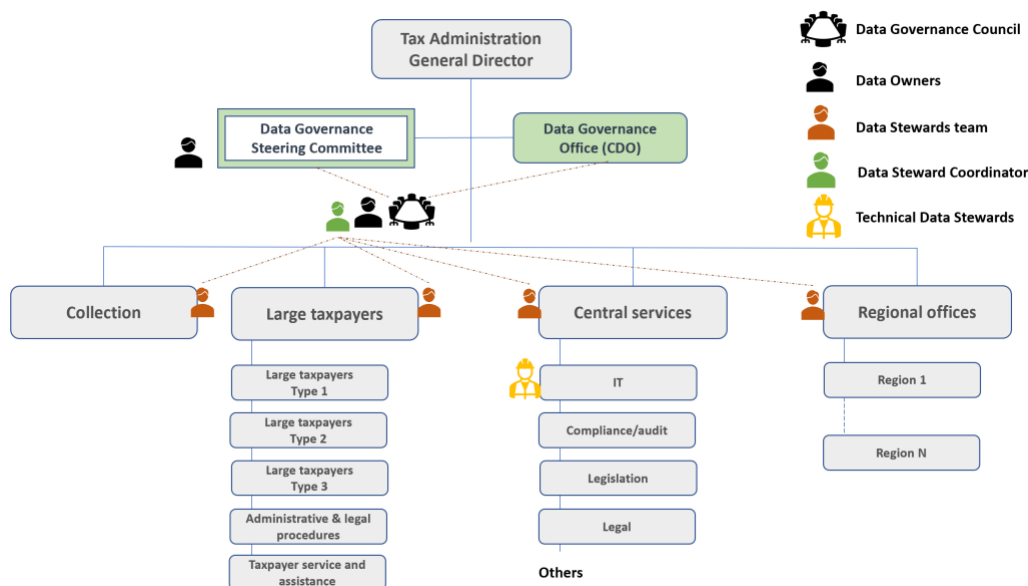 Tax Administration
General Director
Data Governance Council
Data Owners
Data Stewards team
Data Steward Coordinator
Technical Data Stewards
Data Governance
Steering Committee
Data Governance
Office (CDO)
Collection
Large taxpayers
Central services
Regional offices
Large taxpayers
Type 1
Large taxpayers
Type 2
Large taxpayers
Type 3
Administrative & legal
procedures
Taxpayer service and
assistance
IT
Compliance/audit
Legislation
Legal
Others
Region 1
Region N